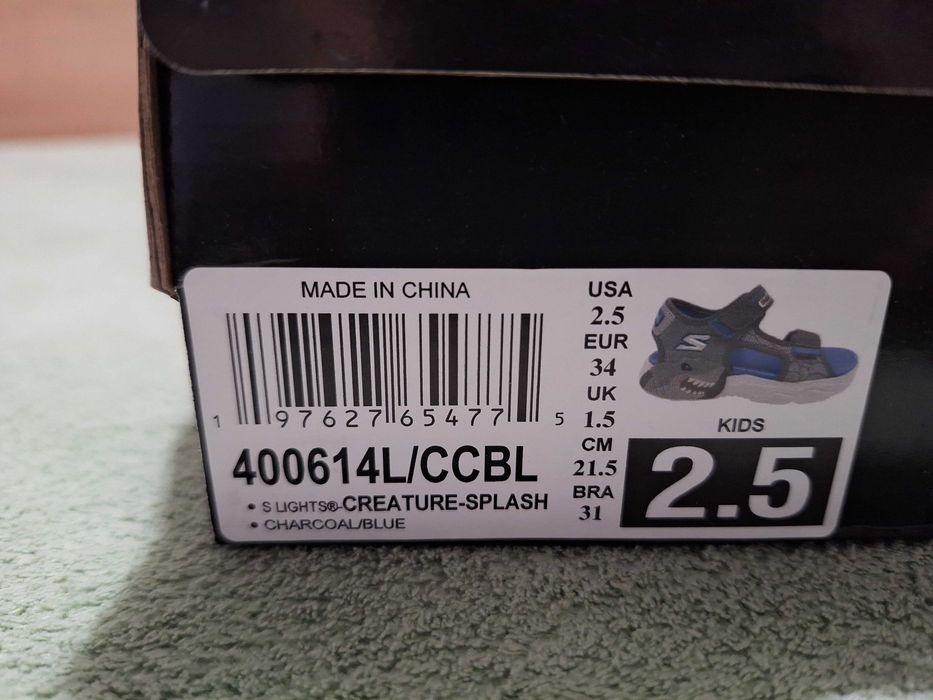 MADE IN CHINA
1 97627 65477 5
400614L/CCBL
• S LIGHTS®-CREATURE-SPLASH
• CHARCOAL/BLUE
USA
2.5
EUR
34
UK
1.5
CM
21.5
BRA
31
S
KIDS
2.5